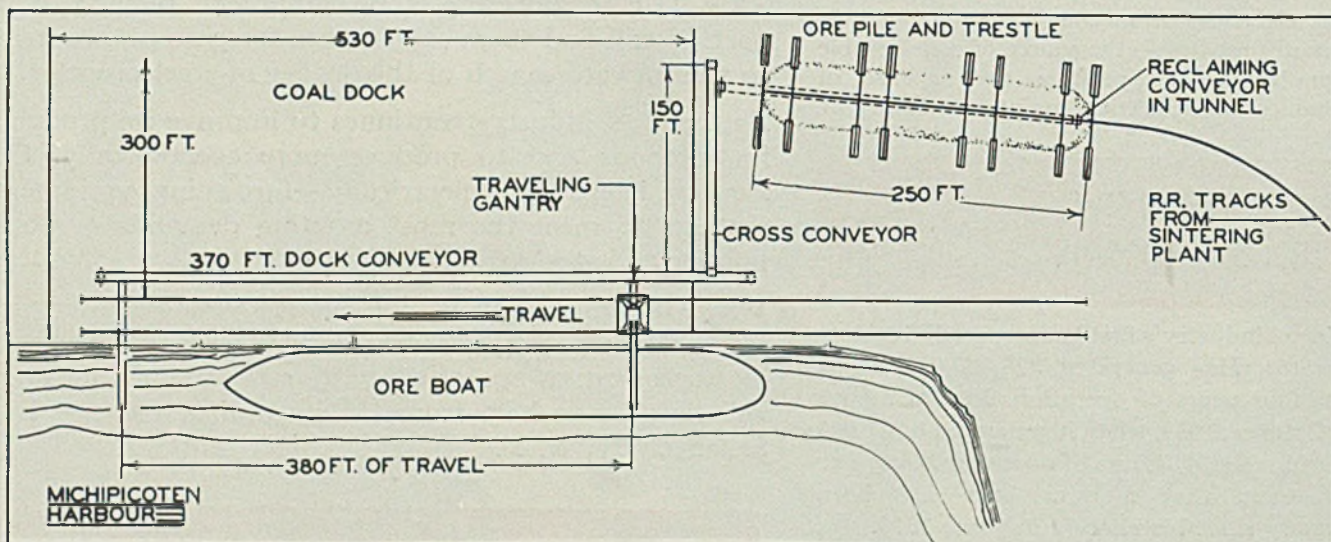 530 FT.
ORE PILE AND TRESTLE
COAL DOCK
150
FT.
RECLAIMING
CONVEYOR
IN TUNNEL
300 FT.
TRAVELING
GANTRY
250 FT.
R.R. TRACKS
FROM
SINTERING
PLANT
CROSS CONVEYOR
370 FT. DOCK CONVEYOR
TRAVEL
ORE BOAT
380 FT. OF TRAVEL
MICHIPICOTEN
HARBOUR